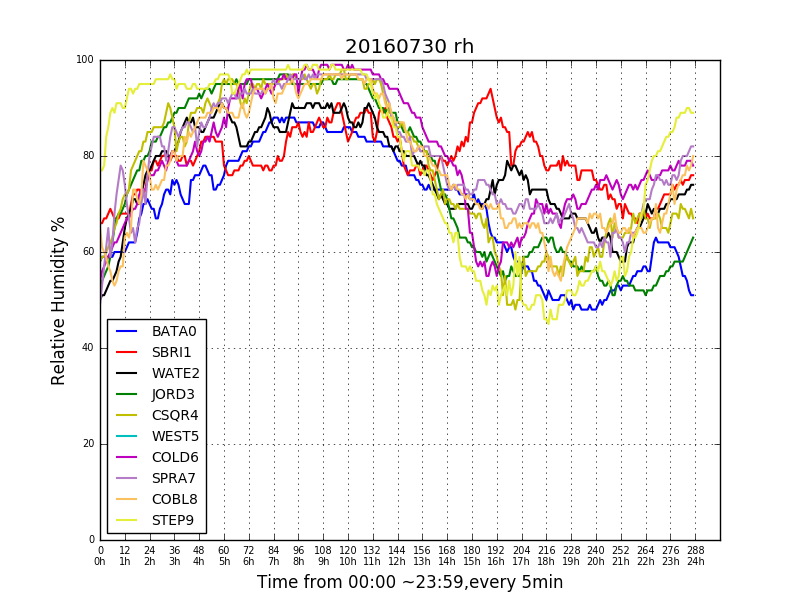 20160730 rh
Relative Humidity %
100
80
60
40
20
0
BATA0
SBRI1
WATE2
JORD3
CSQR4
WEST5
COLD6
SPRA7
COBL8
STEP9
0 12 24 36 48 60 72 84 96 108 120 132 144 156 168 180 192 204 216 228 240 252 264 276 288
0h 1h 2h 3h 4h 5h 6h 7h 8h 9h 10h 11h 12h 13h 14h 15h 16h 17h 18h 19h 20h 21h 22h 23h 24h
Time from 00:00 ~23:59,every 5min